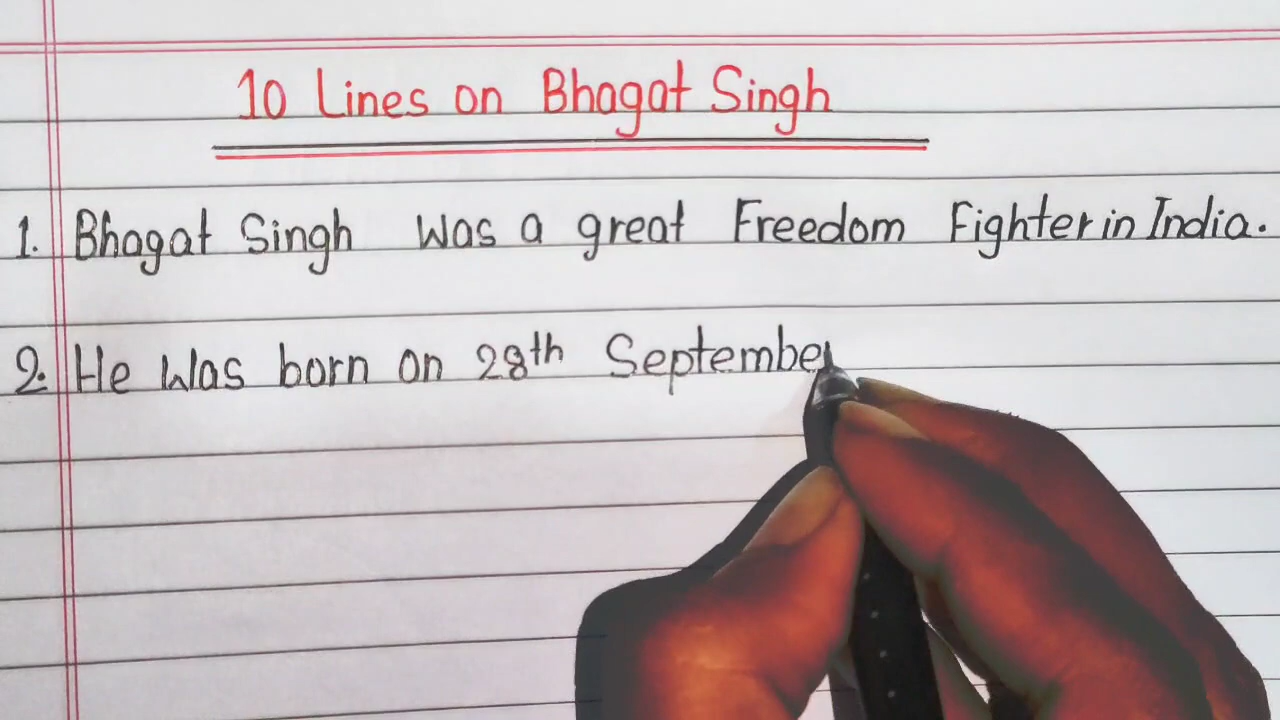 10 Lines on Bhagat Singh
1. Bhagat Singh was a great Freedom Fighter in India.
2. He was born on 28th September